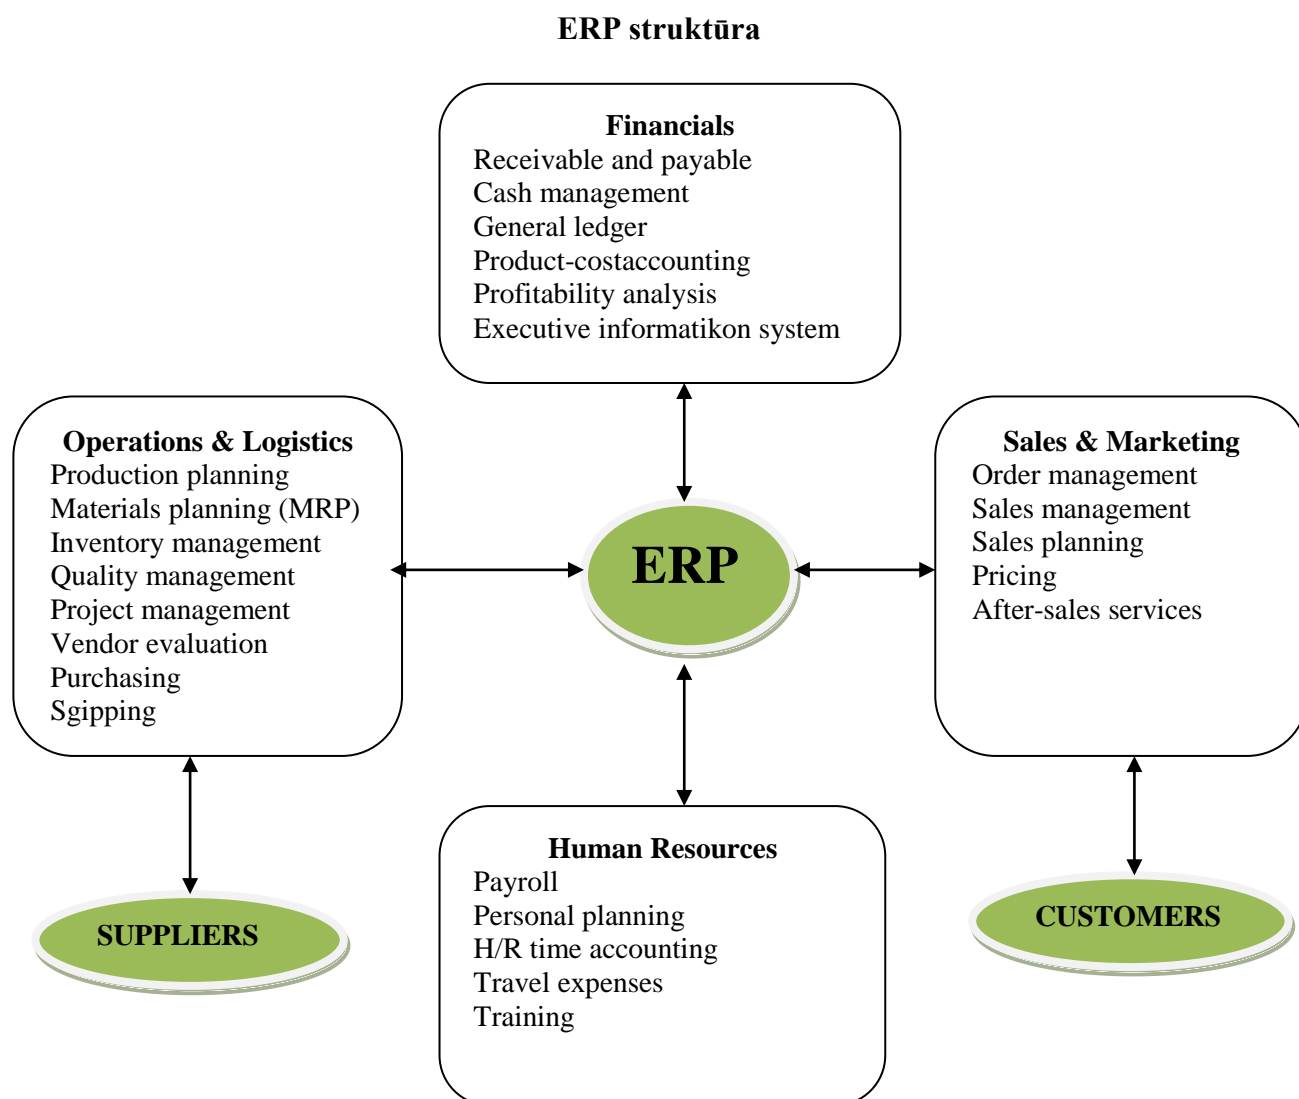 ERP struktūra
Financials
Receivable and payable
Cash management
General ledger
Product-costaccounting
Profitability analysis
Executive informatikon system
Operations & Logistics
Production planning
Materials planning (MRP)
Inventory management
Quality management
Project management
Vendor evaluation
Purchasing
Sgipping
ERP
Sales & Marketing
Order management
Sales management
Sales planning
Pricing
After-sales services
Human Resources
Payroll
Personal planning
H/R time accounting
Travel expenses
Training
SUPPLIERS
CUSTOMERS